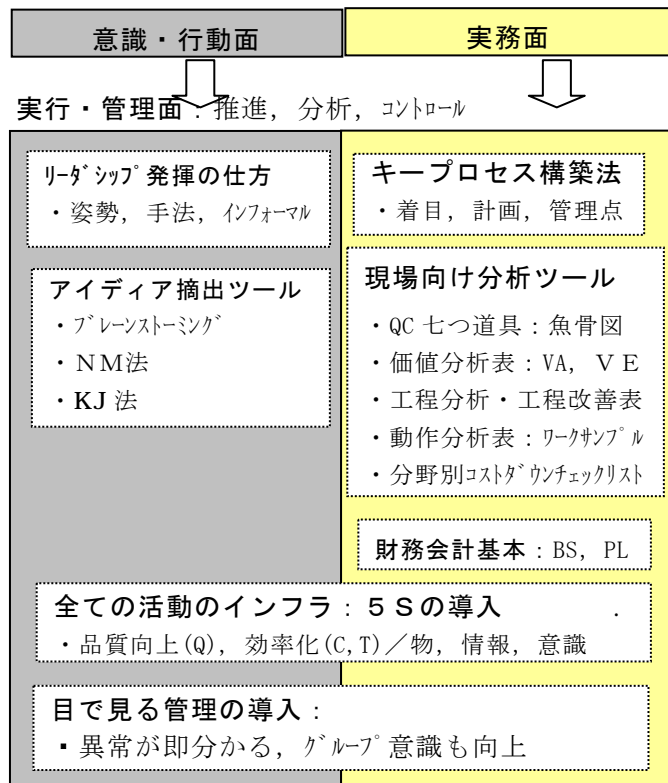 意識・行動面
実務面
実行・管理面：推進，分析，ｺﾝﾄﾛｰﾙ
ﾘｰﾀﾞｼｯﾌﾟ発揮の仕方
・姿勢，手法，ｲﾝﾌｫｰﾏﾙ
アイディア摘出ツール
・ﾌﾞﾚｰﾝｽﾄｰﾐﾝｸﾞ
・ＮＭ法
・KJ 法
キープロセス構築法
・着目，計画，管理点
現場向け分析ツール
・QC 七つ道具：魚骨図
・価値分析表：VA，ＶＥ
・工程分析・工程改善表
・動作分析表：ﾜｰｸｻﾝﾌﾟﾙ
・分野別ｺｽﾄﾀﾞｳﾝﾁｪｯｸﾘｽﾄ
財務会計基本：BS，PL
全ての活動のインフラ：５Ｓの導入 .
・品質向上(Q)，効率化(C,T)／物，情報，意識
目で見る管理の導入：
・異常が即分かる，ｸﾞﾙｰﾌﾟ意識も向上